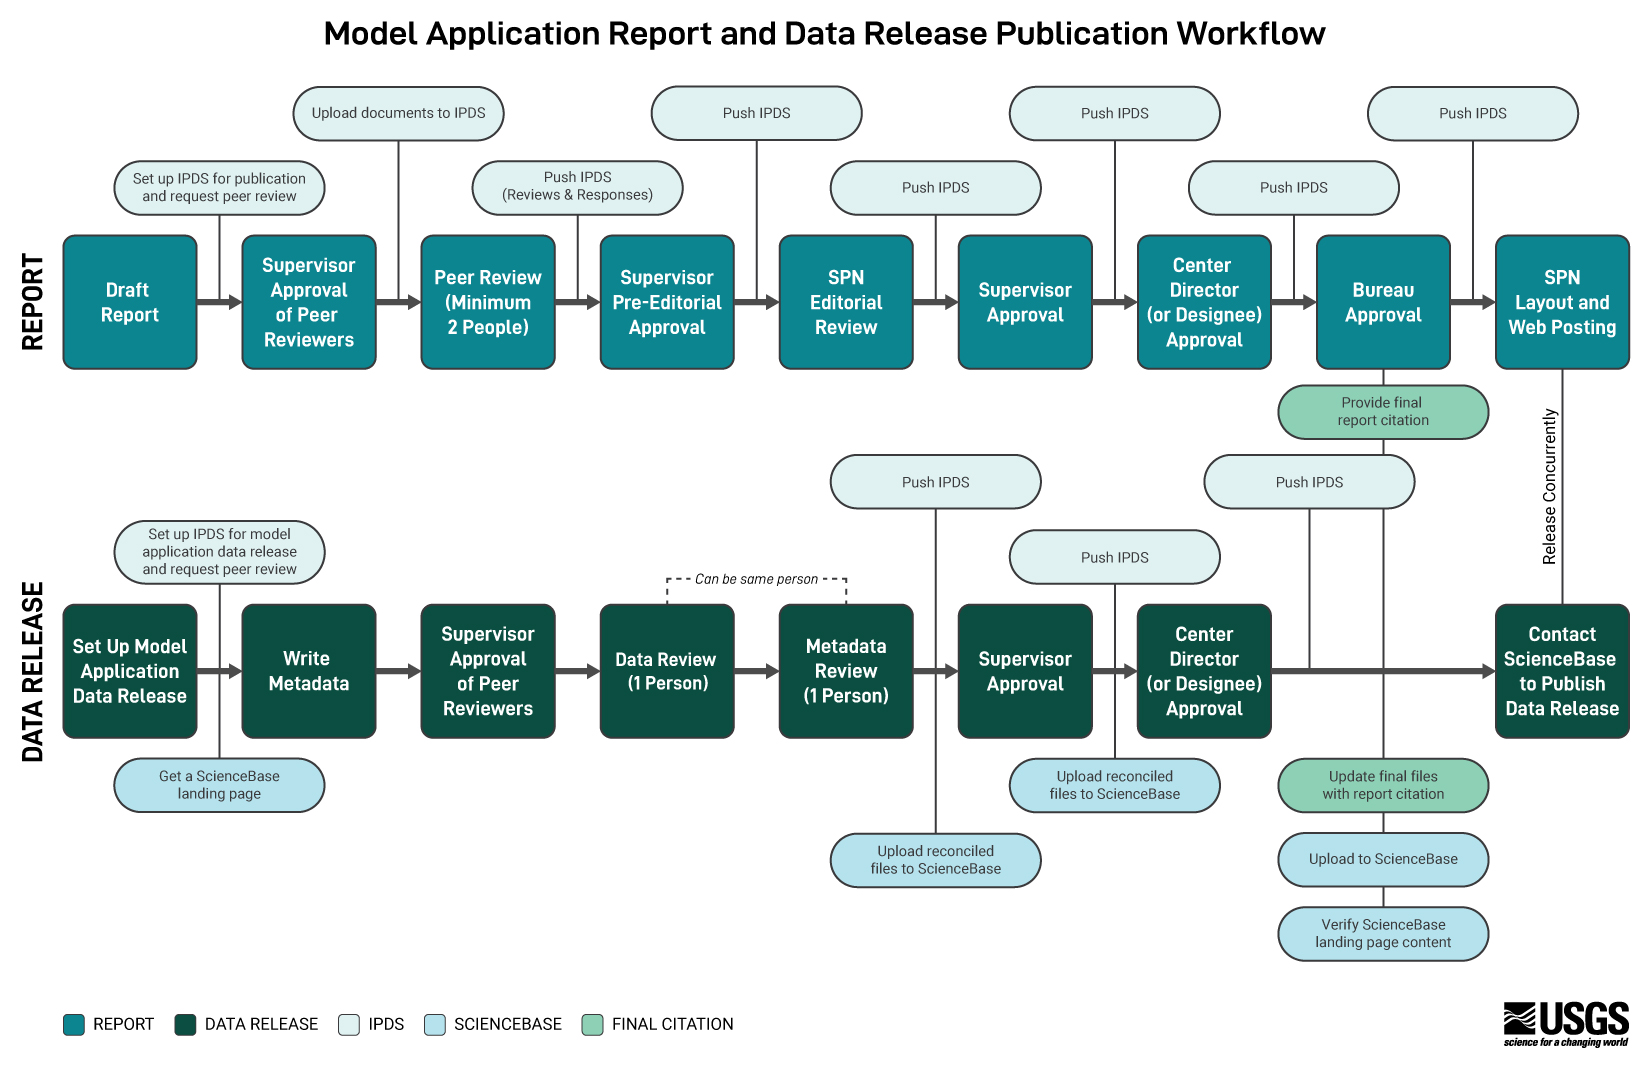 Model Application Report and Data Release Publication Workflow
Upload documents to IPDS
Push IPDS
Push IPDS
Push IPDS
Set up IPDS for publication
and request peer review
Push IPDS
(Reviews & Responses)
Push IPDS
Push IPDS
REPORT
Draft
Report
Supervisor
Approval
of Peer
Reviewers
Peer Review
(Minimum
2 People)
Supervisor
Pre-Editorial
Approval
SPN
Editorial
Review
Supervisor
Approval
Center
Director
(or Designee)
Approval
Bureau
Approval
SPN
Layout and
Web Posting
Provide final
report citation
Release Concurrently
Push IPDS
Push IPDS
Set up IPDS for model
application data release
and request peer review
Push IPDS
Can be same person
DATA RELEASE
Set Up Model
Application
Data Release
Write
Metadata
Supervisor
Approval
of Peer
Reviewers
Data Review
(1 Person)
Metadata
Review
(1 Person)
Supervisor
Approval
Center
Director
(or Designee)
Approval
Contact
ScienceBase
to Publish
Data Release
Get a ScienceBase
landing page
Upload reconciled
files to ScienceBase
Update final files
with report citation
Upload reconciled
files to ScienceBase
Upload to ScienceBase
Verify ScienceBase
landing page content
REPORT
DATA RELEASE
IPDS
SCIENCEBASE
FINAL CITATION
USGS
science for a changing world